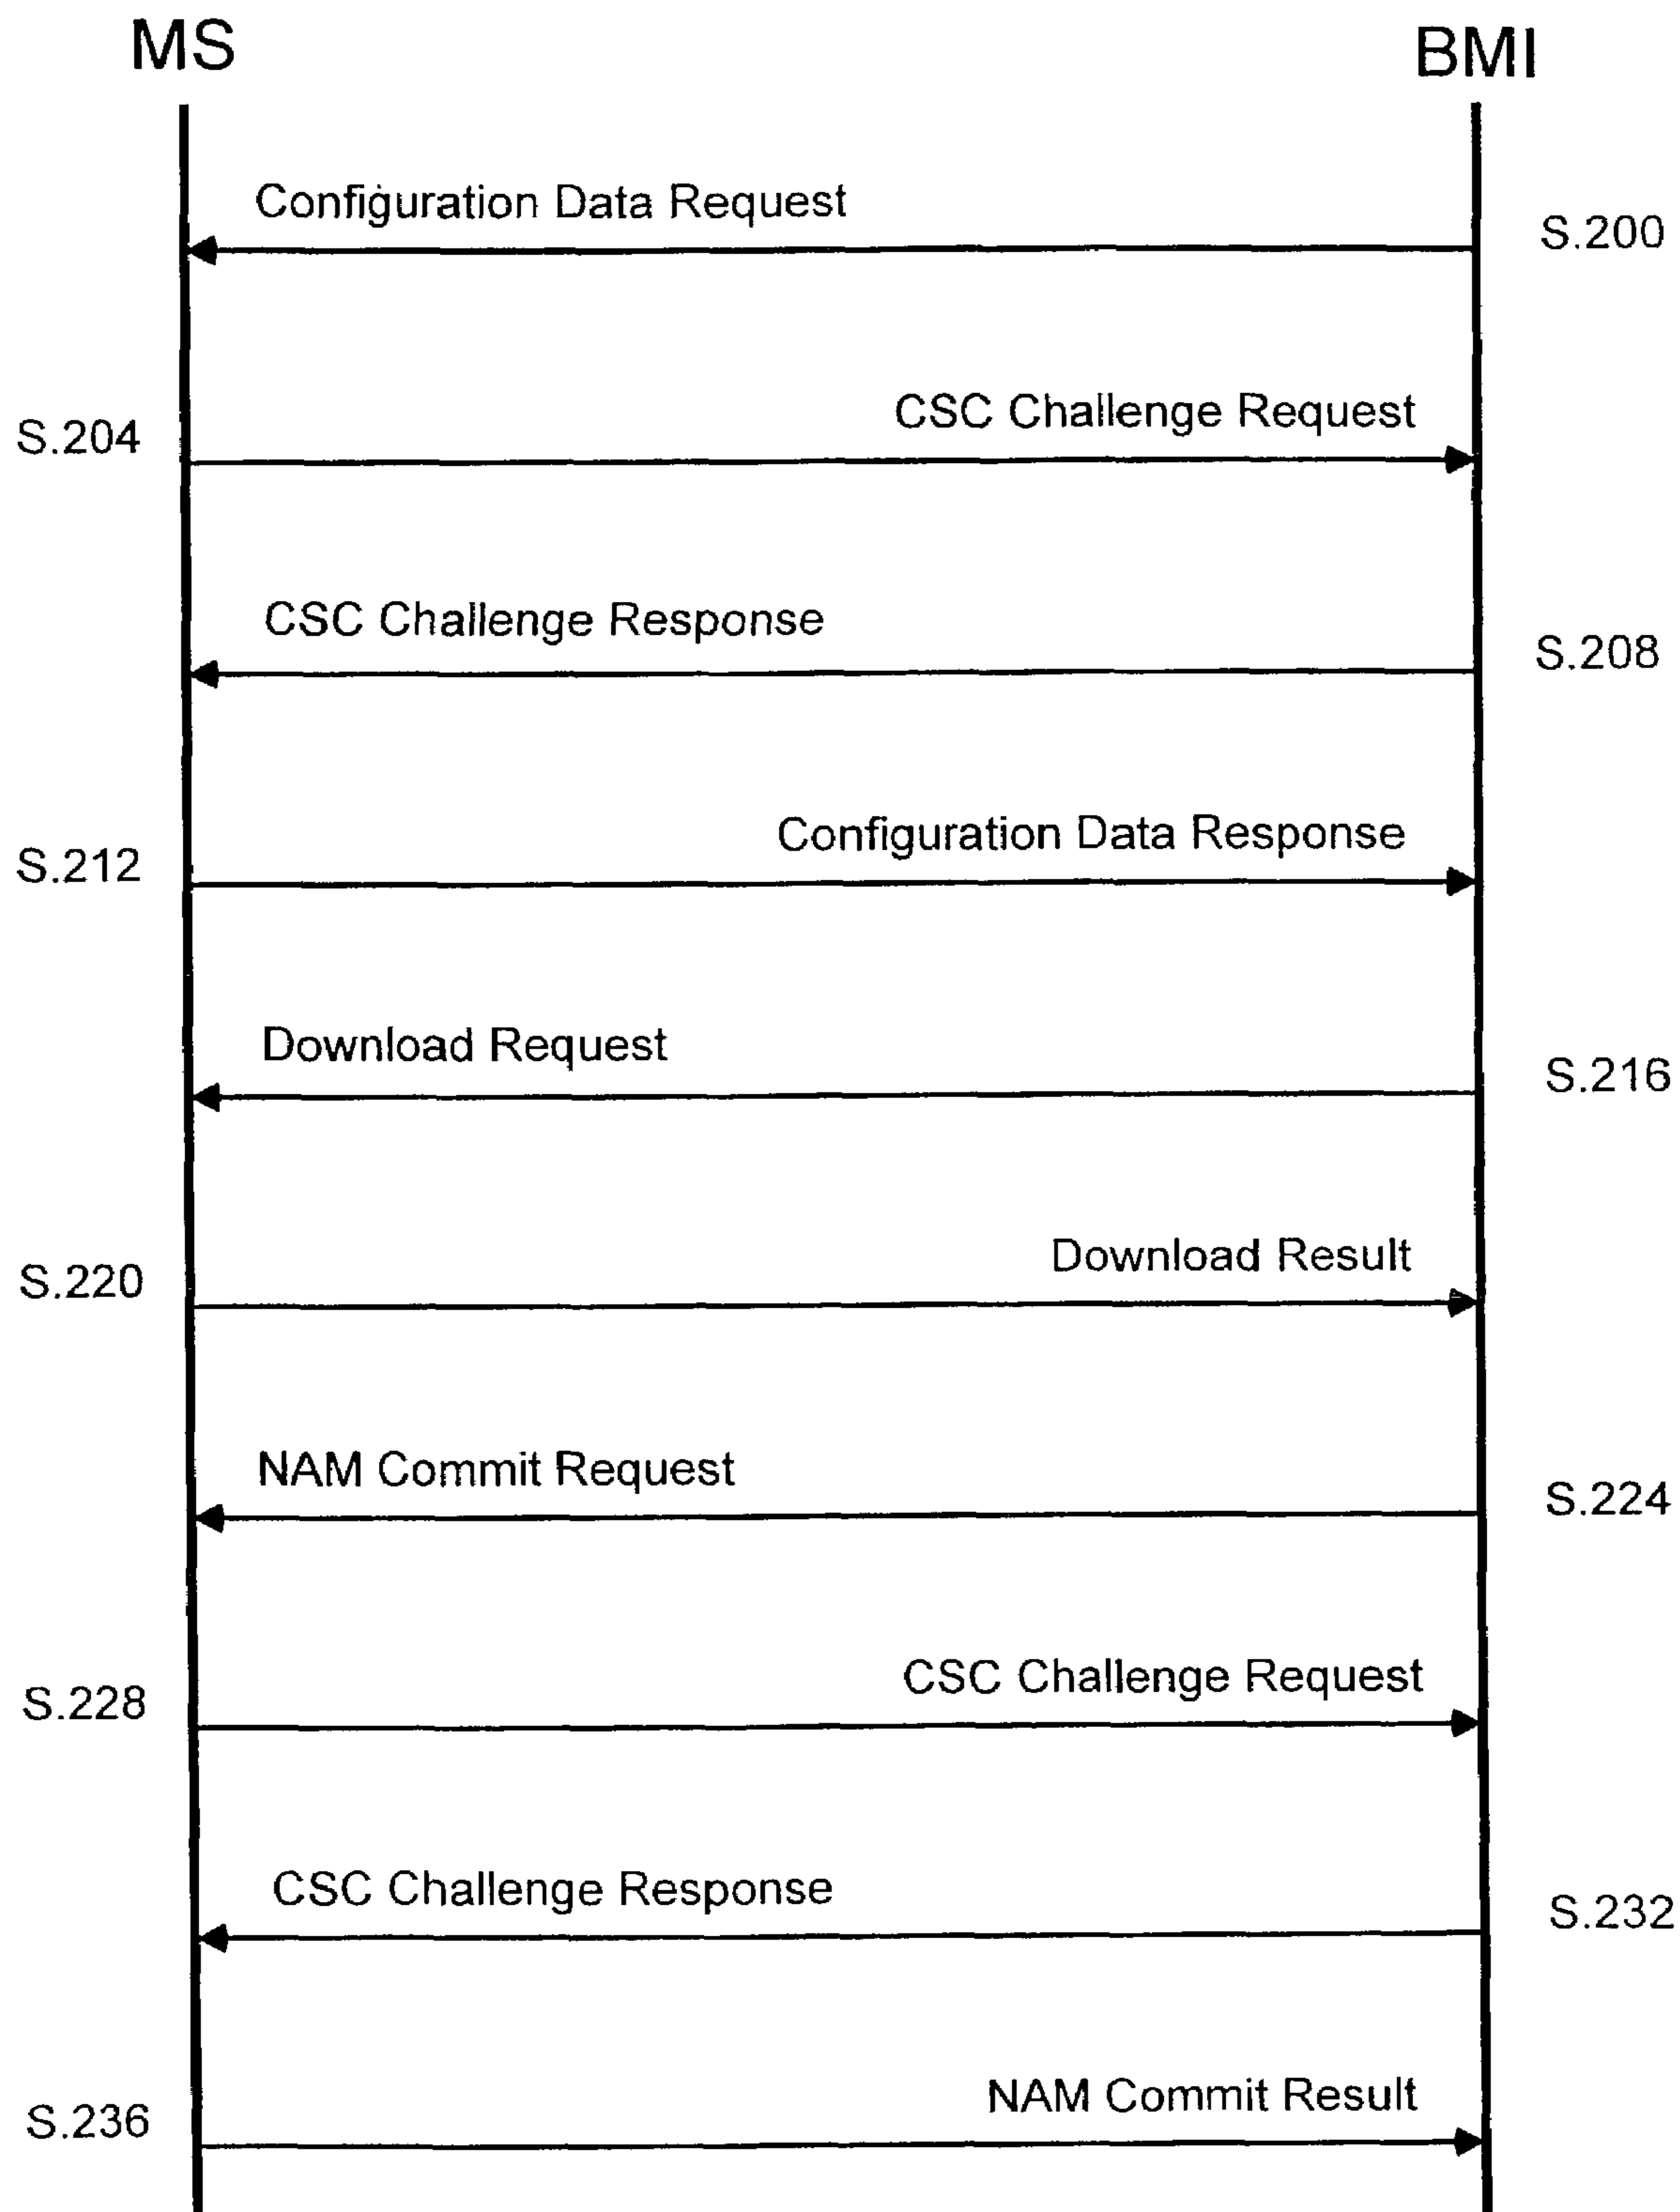 MS
BMI
Configuration Data Request
S.200
CSC Challenge Request
S.204
CSC Challenge Response
S.208
Configuration Data Response
S.212
Download Request
S.216
Download Result
S.220
NAM Commit Request
S.224
CSC Challenge Request
S.228
CSC Challenge Response
S.232
NAM Commit Result
S.236